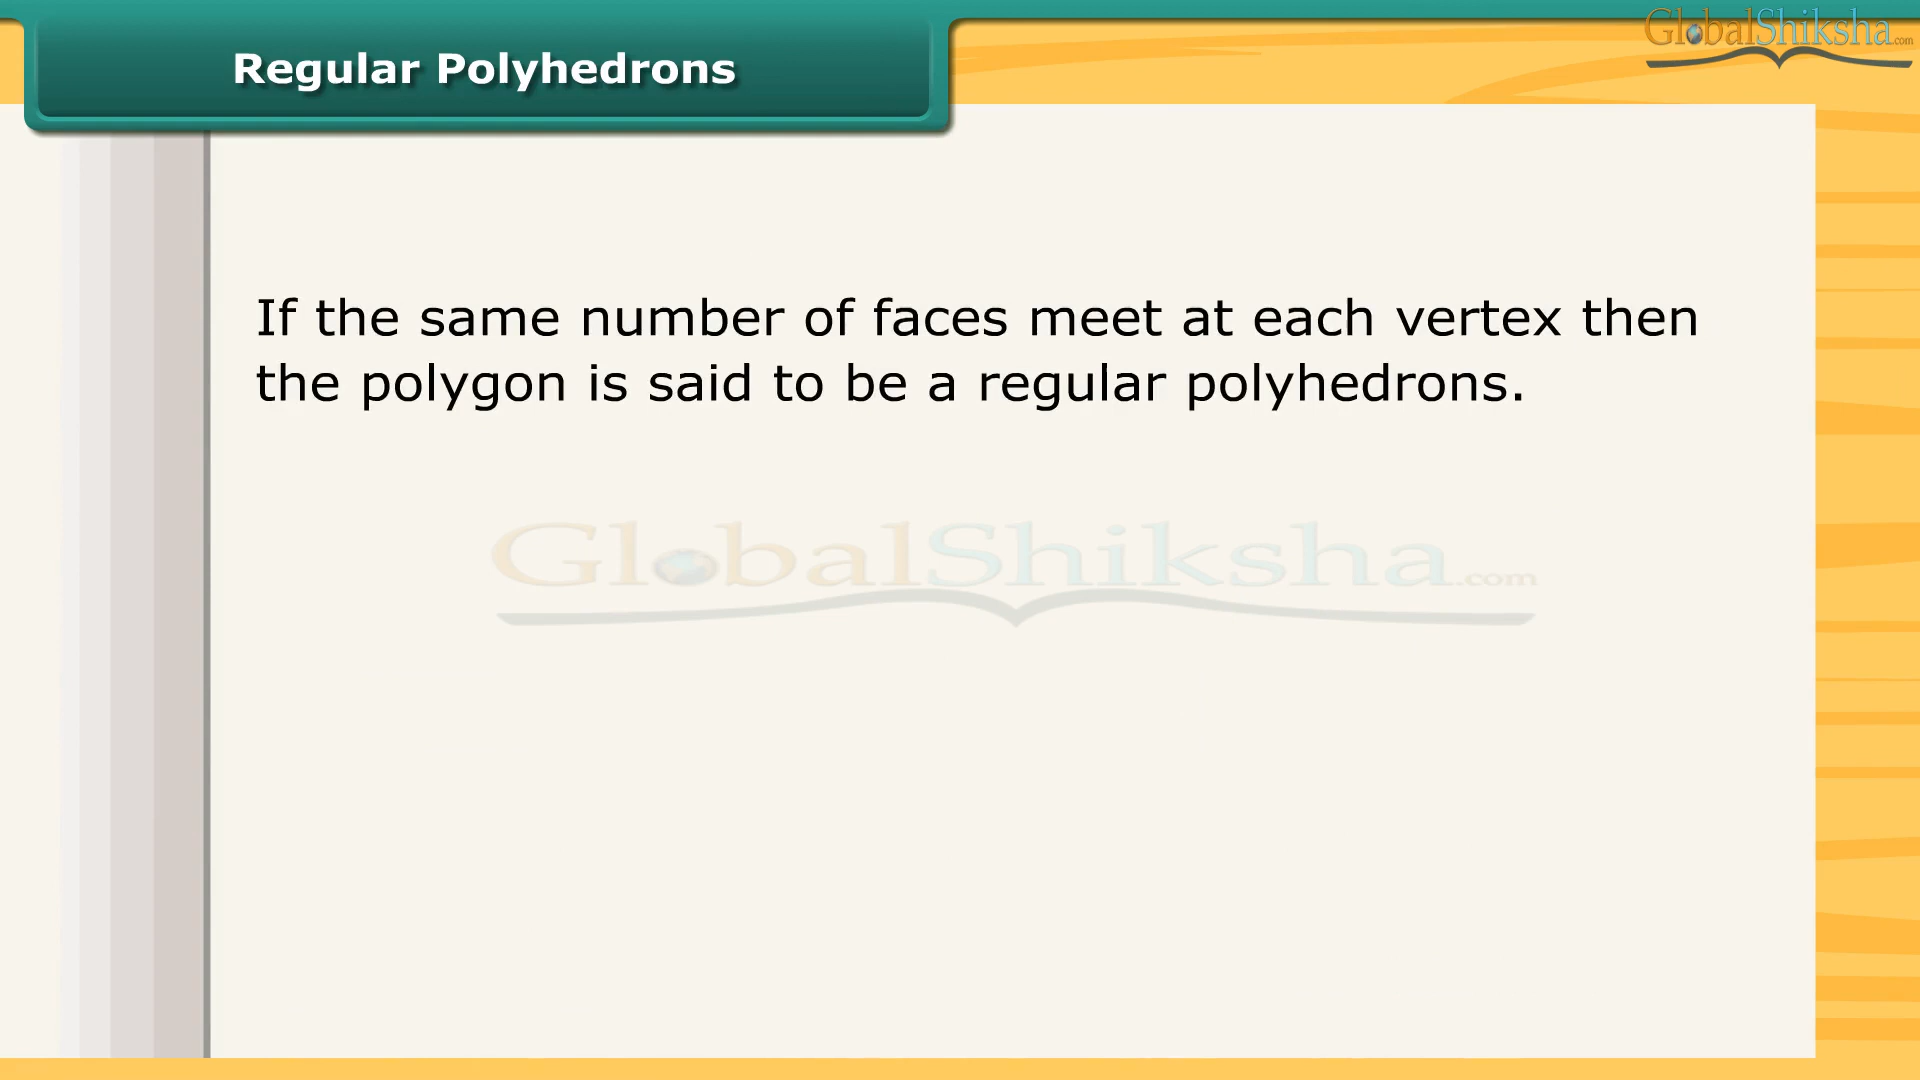 Regular Polyhedrons
GlobalShiksha.com
If the same number of faces meet at each vertex then
the polygon is said to be a regular polyhedrons.
GlobalShiksha.com